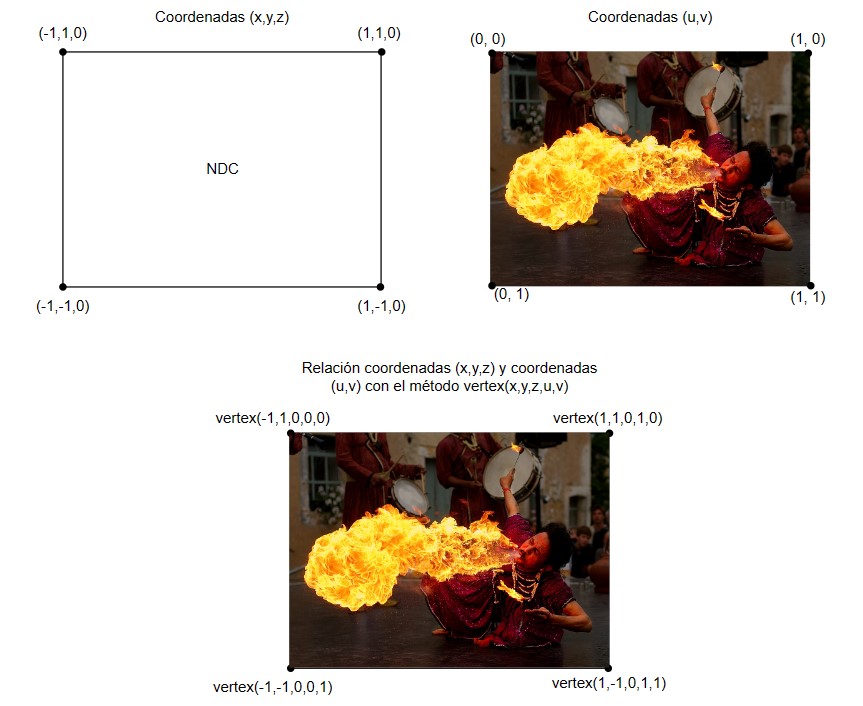 Coordenadas (x,y,z)
Coordenadas (u,v)
(-1,1,0)
(1,1,0)
(0, 0)
(1, 0)
NDC
(-1,-1,0)
(1,-1,0)
(0, 1)
(1, 1)
Relación coordenadas (x,y,z) y coordenadas
(u,v) con el método vertex(x,y,z,u,v)
vertex(-1,1,0,0,0)
vertex(1,1,0,1,0)
vertex(-1,-1,0,0,1)
vertex(1,-1,0,1,1)